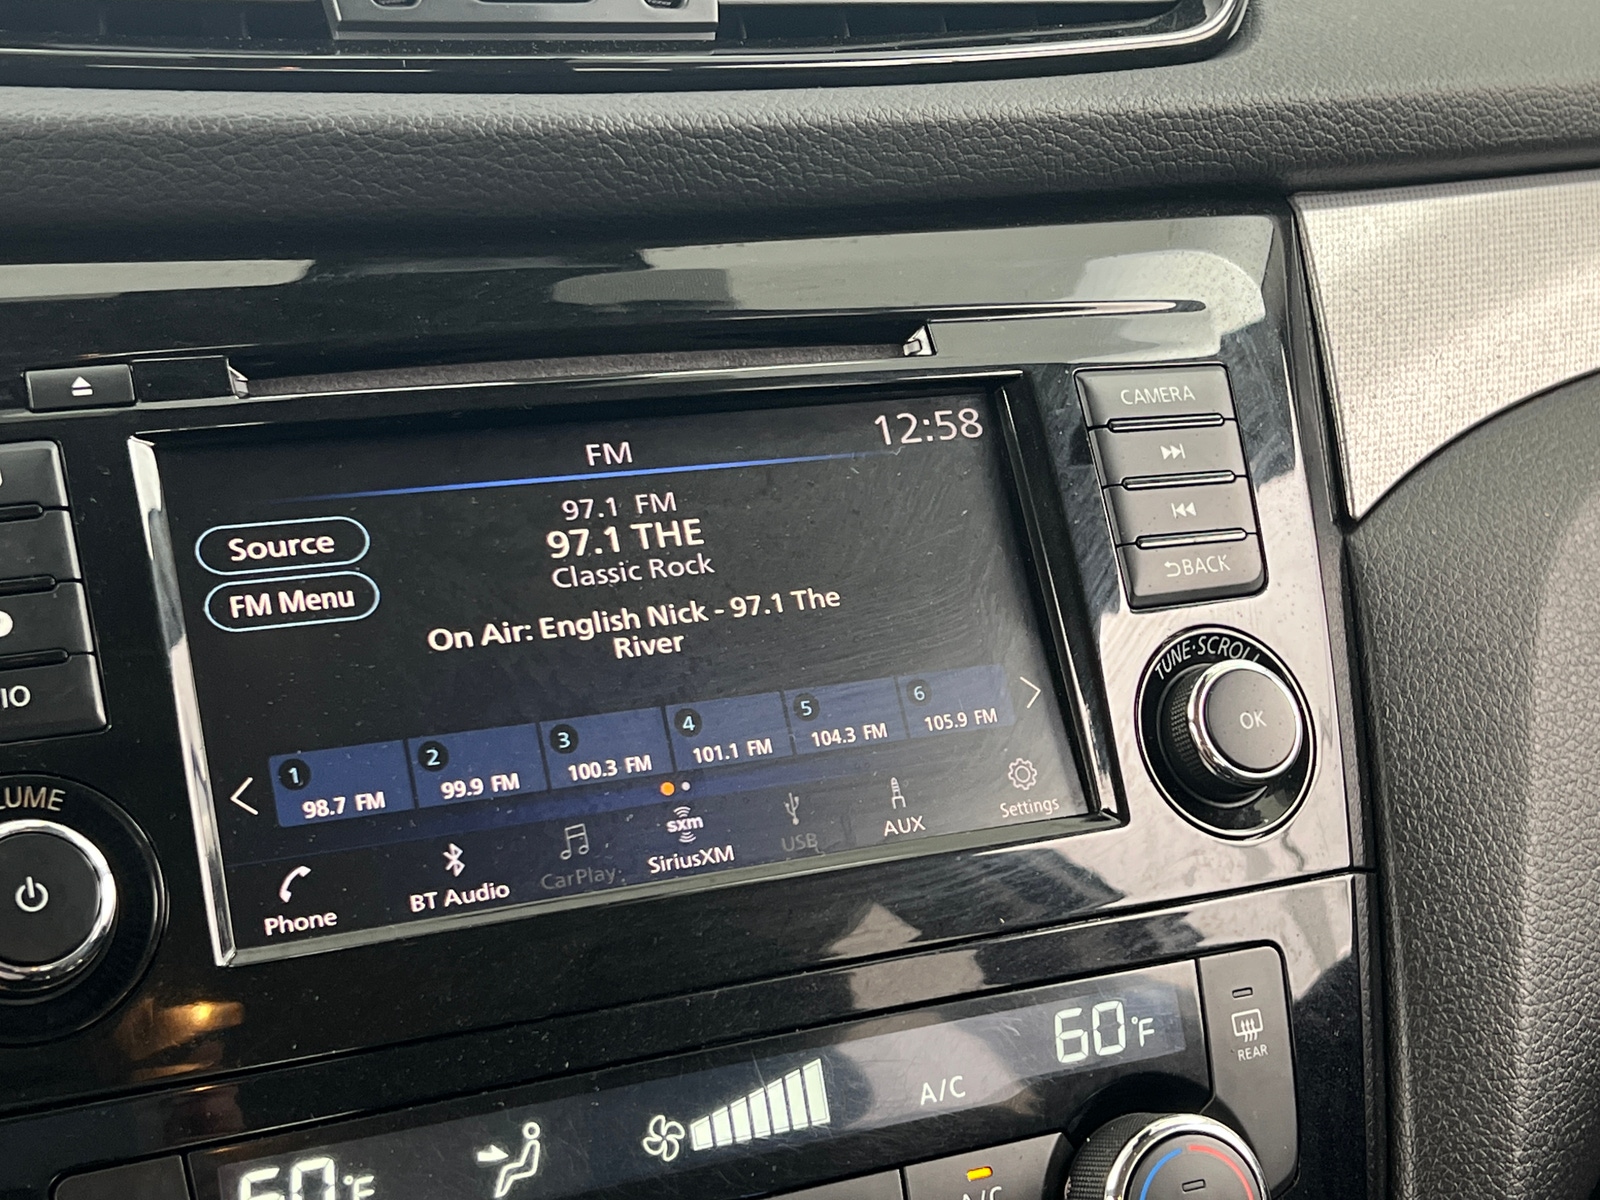 12:58
FM
97.1 FM
97.1 THE
Classic Rock
On Air: English Nick - 97.1 The
River
Source
FM Menu
1
98.7 FM
2
99.9 FM
3
100.3 FM
4
101.1 FM
5
104.3 FM
6
105.9 FM
Phone
BT Audio
CarPlay
sxm
SiriusXM
USB
AUX
Settings
CAMERA
BACK
TUNE·SCROLL
OK
60°F
A/C
REAR
60°F
A/C